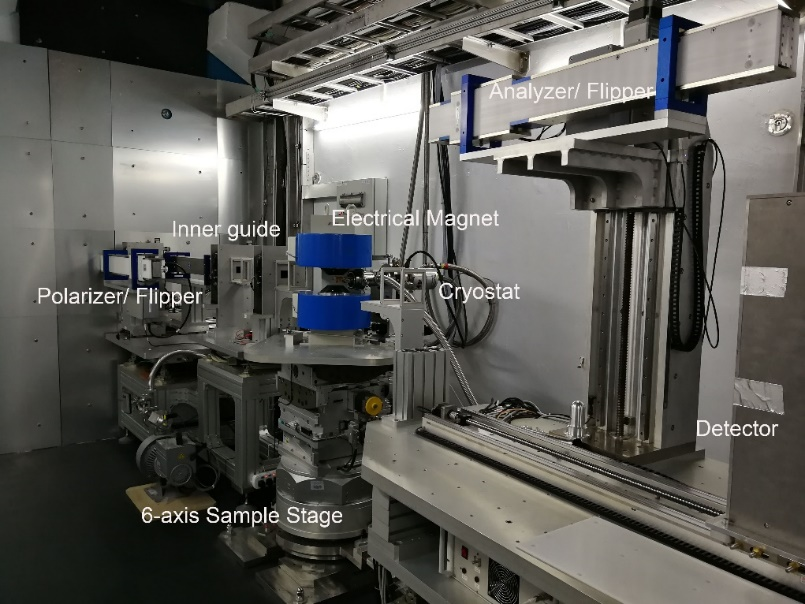 Analyzer/ Flipper
Inner guide
Electrical Magnet
Polarizer/ Flipper
Cryostat
Detector
6-axis Sample Stage